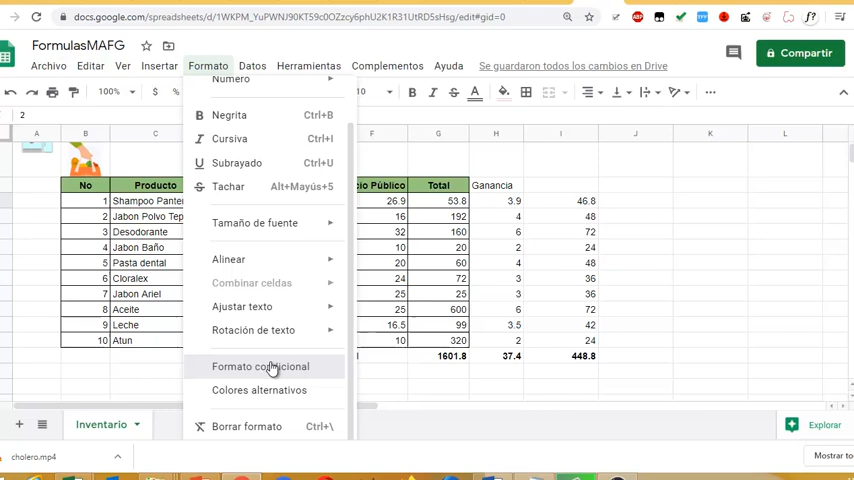 docs.google.com/spreadsheets/d/1WKPM_YuPWNJ90KT59c0OZzcy6phU2K1R31UtRD5sHsg/edit#gid=0
FormulasMAFG
Archivo Editar Ver Insertar Formato Datos Herramientas Complementos Ayuda Se guardaron todos los cambios en Drive
Compartir
100% $ % 10
2
A B C F G H I J K L
Número
Negrita Ctrl+B
Cursiva Ctrl+I
Subrayado Ctrl+U
Tachar Alt+Mayús+5
Tamaño de fuente
Alinear
Combinar celdas
Ajustar texto
Rotación de texto
Formato condicional
Colores alternativos
Borrar formato Ctrl+\
No Producto Público Total Ganancia
1 Shampoo 26.9 53.8 3.9 46.8
2 Jabon Polvo 16 192 4 48
3 Desodorante 32 160 6 72
4 Jabon Baño 10 20 2 24
5 Pasta dental 20 60 4 48
6 Cloralex 24 72 3 36
7 Jabon Ariel 25 25 3 36
8 Aceite 25 600 6 72
9 Leche 16.5 99 3.5 42
10 Atun 10 320 2 24
1601.8 37.4 448.8
Inventario
Explorar
cholero.mp4
Mostrar to